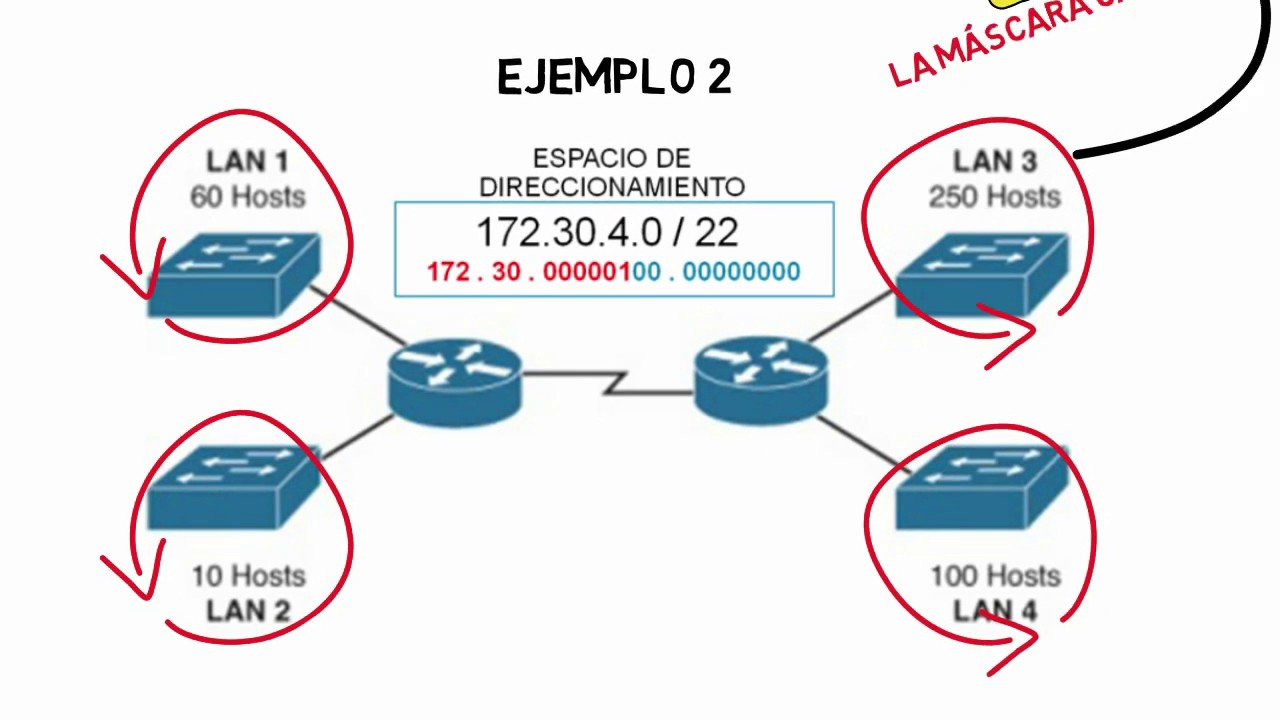 LA MÁSCARA
EJEMPLO 2
LAN 1
60 Hosts
ESPACIO DE
DIRECCIONAMIENTO
172.30.4.0 / 22
172 . 30 . 00000100 . 00000000
LAN 3
250 Hosts
10 Hosts
LAN 2
100 Hosts
LAN 4